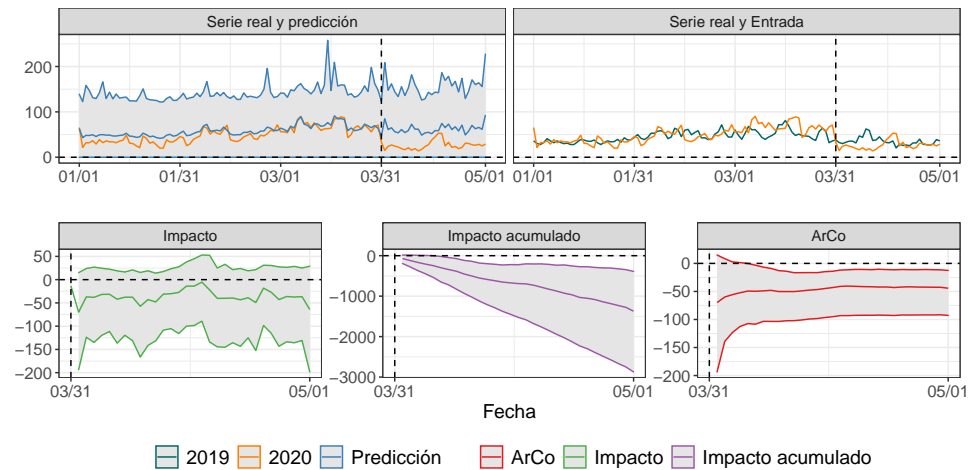 Serie real y predicción
Serie real y Entrada
200
100
0
01/01 01/31 03/01 03/31 05/01
01/01 01/31 03/01 03/31 05/01
Impacto
Impacto acumulado
ArCo
50
0
−50
−100
−150
−200
03/31 05/01
0
−1000
−2000
−3000
03/31 05/01
0
−50
−100
−150
−200
03/31 05/01
Fecha
2019 2020 Predicción ArCo Impacto Impacto acumulado